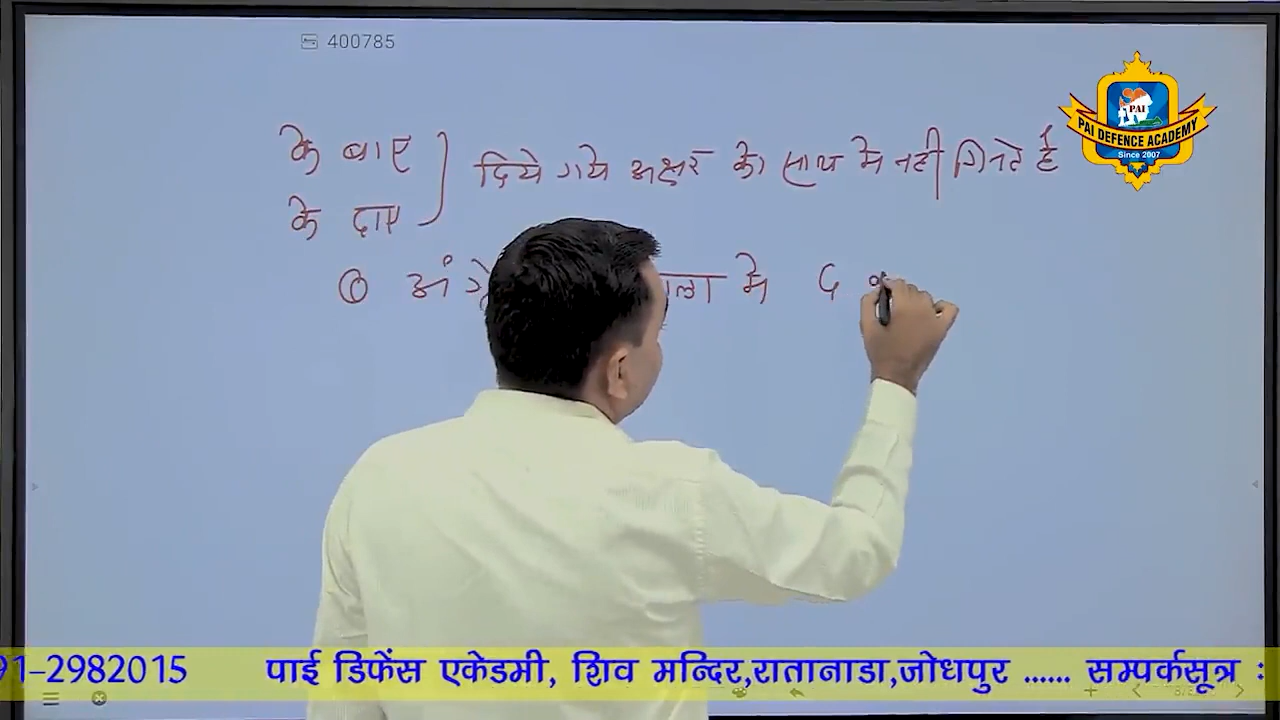 400785
PAI
PAI DEFENCE ACADEMY
Since 2007
के बाए
के दाए
दिये गये अक्षर को साथ मे नही गिनते है
① अंग्रे
ाला मे
91-2982015 पाई डिफेंस एकेडमी, शिव मन्दिर,रातानाडा,जोधपुर ...... सम्पर्कसूत्र :